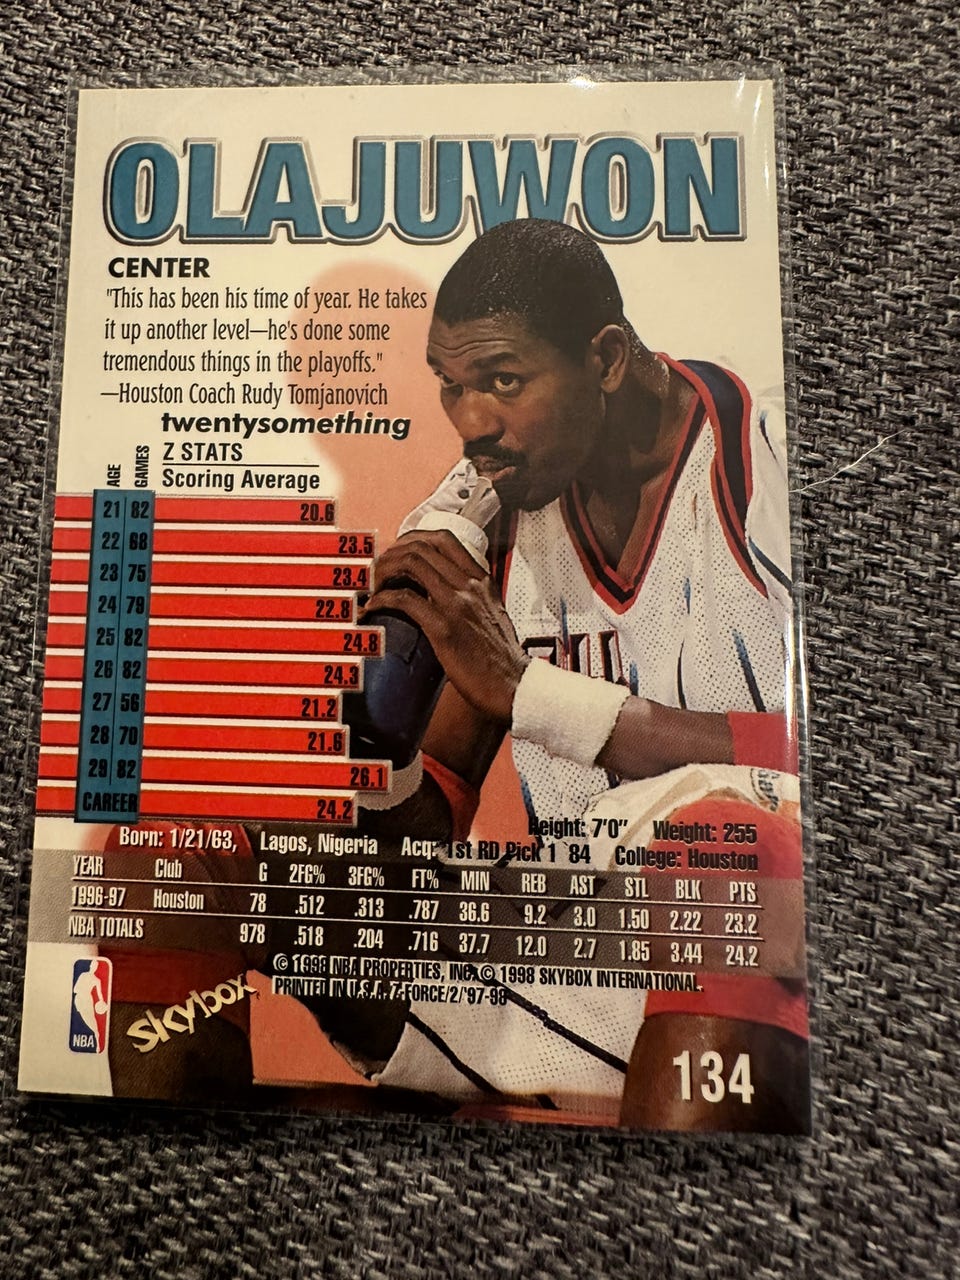 OLAJUWON
CENTER
"This has been his time of year. He takes
it up another level—he's done some
tremendous things in the playoffs."
—Houston Coach Rudy Tomjanovich
twentysomething
Z STATS
Scoring Average
AGE GAMES
21 82 20.6
22 68 23.5
23 75 23.4
24 79 22.8
25 82 24.8
26 82 24.3
27 56 21.2
28 70 21.6
29 82 26.1
CAREER 24.2
Height: 7'0" Weight: 255
Born: 1/21/63, Lagos, Nigeria Acq: 1st RD Pick 1 `84 College: Houston
YEAR Club G 2FG% 3FG% FT% MIN REB AST STL BLK PTS
1996-97 Houston 78 .512 .313 .787 36.6 9.2 3.0 1.50 2.22 23.2
NBA TOTALS 978 .518 .204 .716 37.7 12.0 2.7 1.85 3.44 24.2
© 1998 NBA PROPERTIES, INC. © 1998 SKYBOX INTERNATIONAL.
PRINTED IN U.S.A. Z-FORCE/2/'97-98
NBA
skybox
134